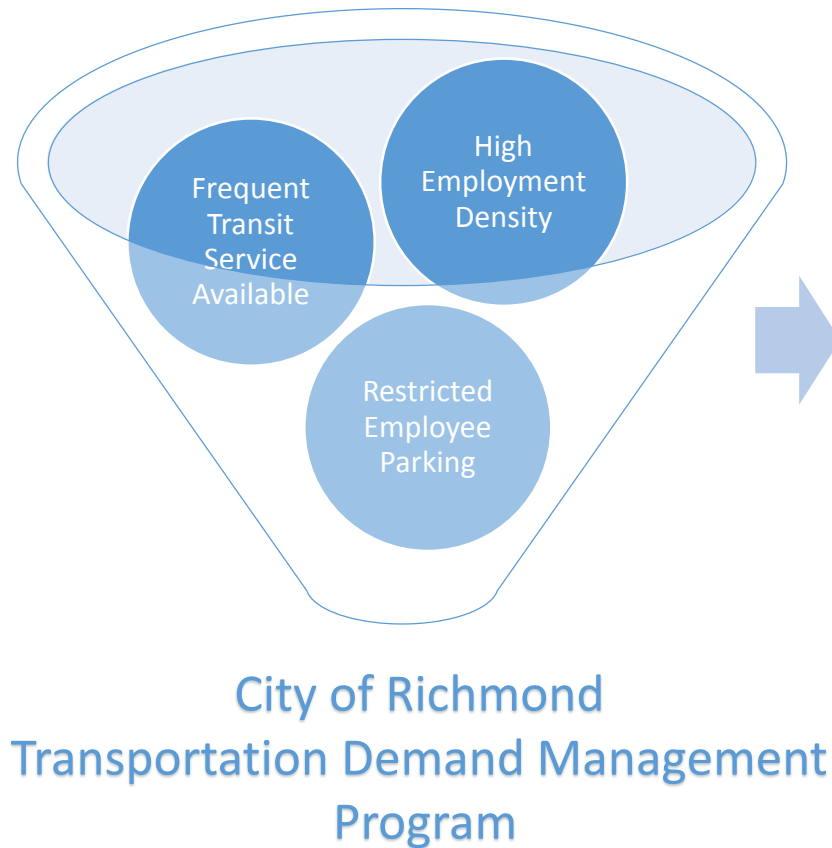 Frequent
Transit
Service
Available
High
Employment
Density
Restricted
Employee
Parking
City of Richmond
Transportation Demand Management
Program